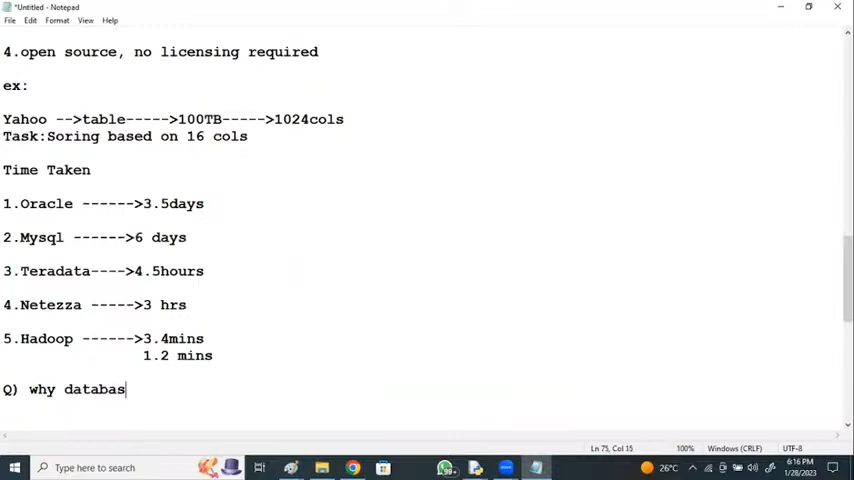 *Untitled - Notepad
File Edit Format View Help
4.open source, no licensing required
ex:
Yahoo -->table----->100TB----->1024cols
Task:Soring based on 16 cols
Time Taken
1.Oracle ------>3.5days
2.Mysql ------>6 days
3.Teradata---->4.5hours
4.Netezza ----->3 hrs
5.Hadoop ------>3.4mins
1.2 mins
Q) why databas
Ln 75, Col 15 100% Windows (CRLF) UTF-8
Type here to search 99+ 26°C 6:16 PM
1/28/2023